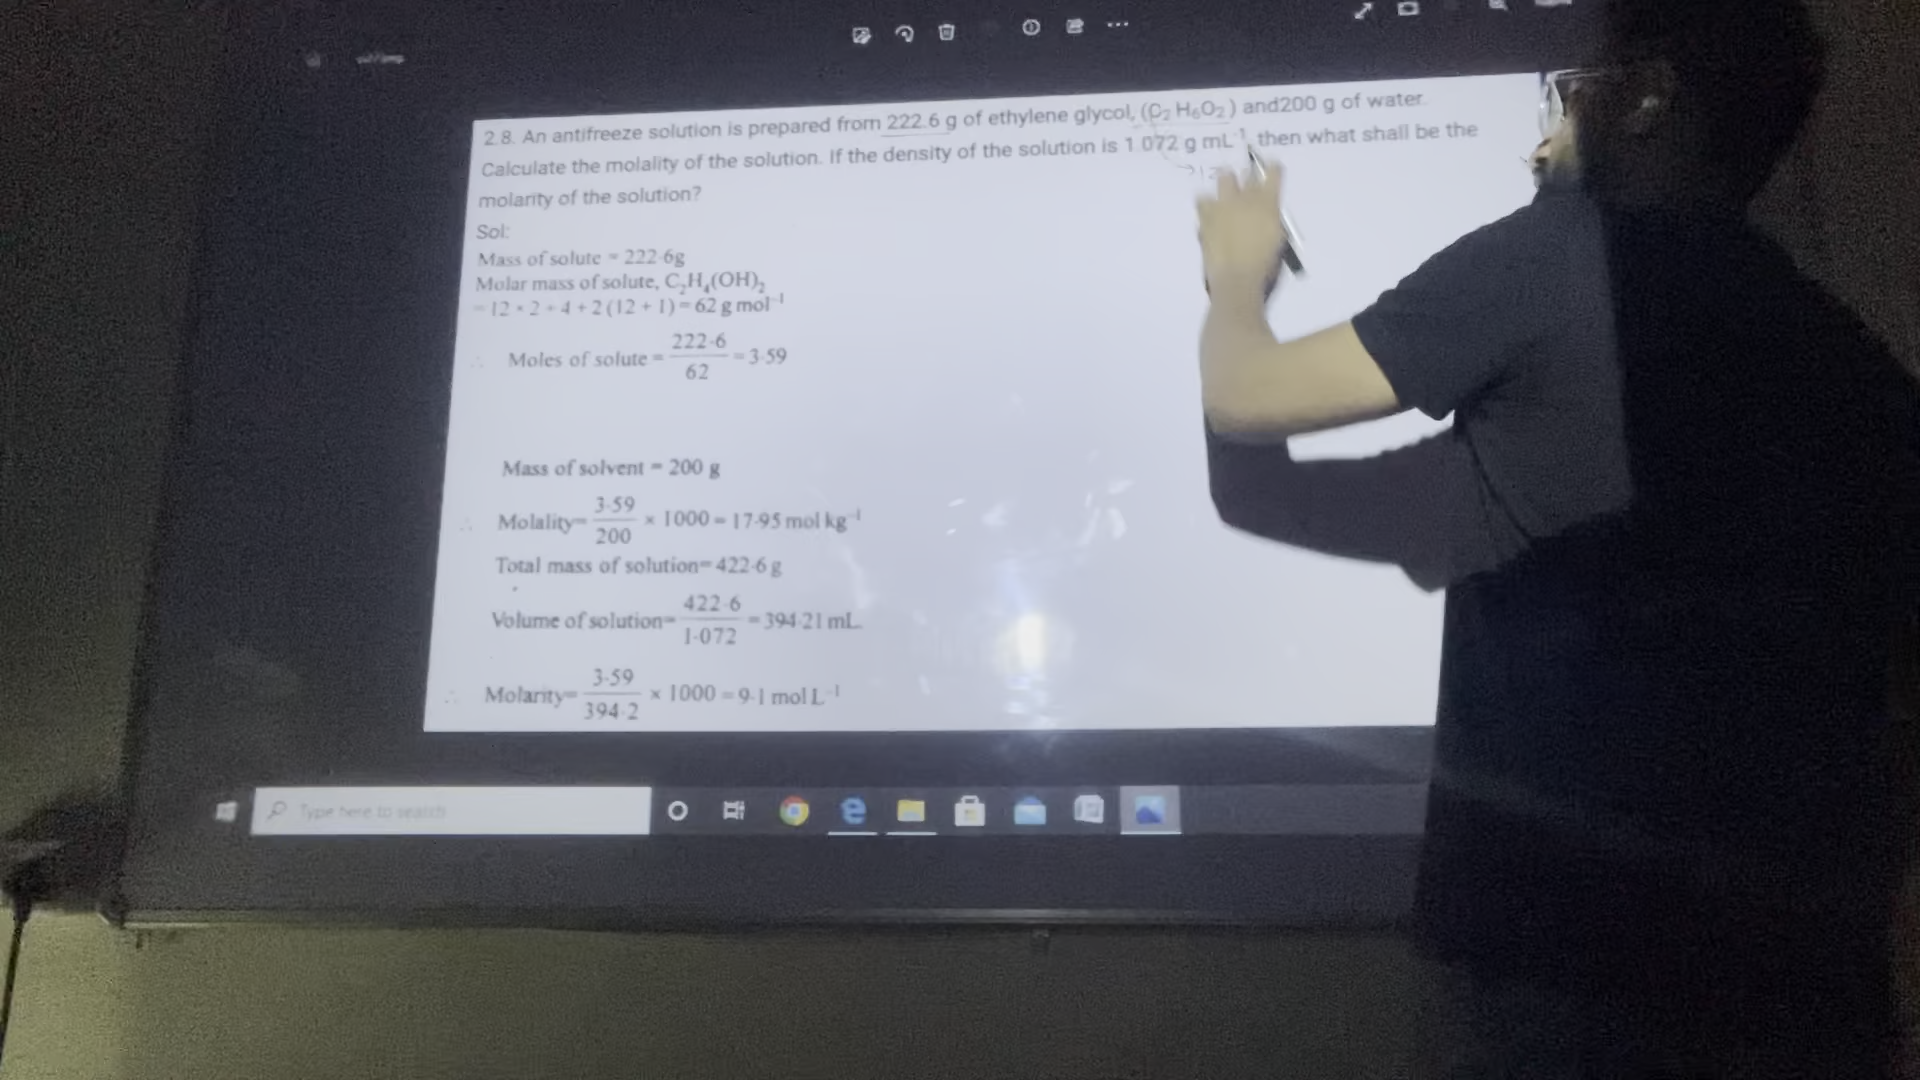 2.8. An antifreeze solution is prepared from 222.6 g of ethylene glycol, (C₂ H₆O₂ ) and200 g of water.
Calculate the molality of the solution. If the density of the solution is 1.072 g mL⁻¹, then what shall be the
molarity of the solution?
Sol:
Mass of solute = 222·6g
Molar mass of solute, C₂H₄(OH)₂
= 12 × 2 + 4 + 2 (12 + 1) = 62 g mol⁻¹
∴ Moles of solute = 222·6 / 62 = 3·59
Mass of solvent = 200 g
∴ Molality= 3·59 / 200 × 1000 = 17·95 mol kg⁻¹
Total mass of solution= 422·6 g
Volume of solution= 422·6 / 1·072 = 394·21 mL.
∴ Molarity= 3·59 / 394·2 × 1000 = 9·1 mol L⁻¹
Type here to search